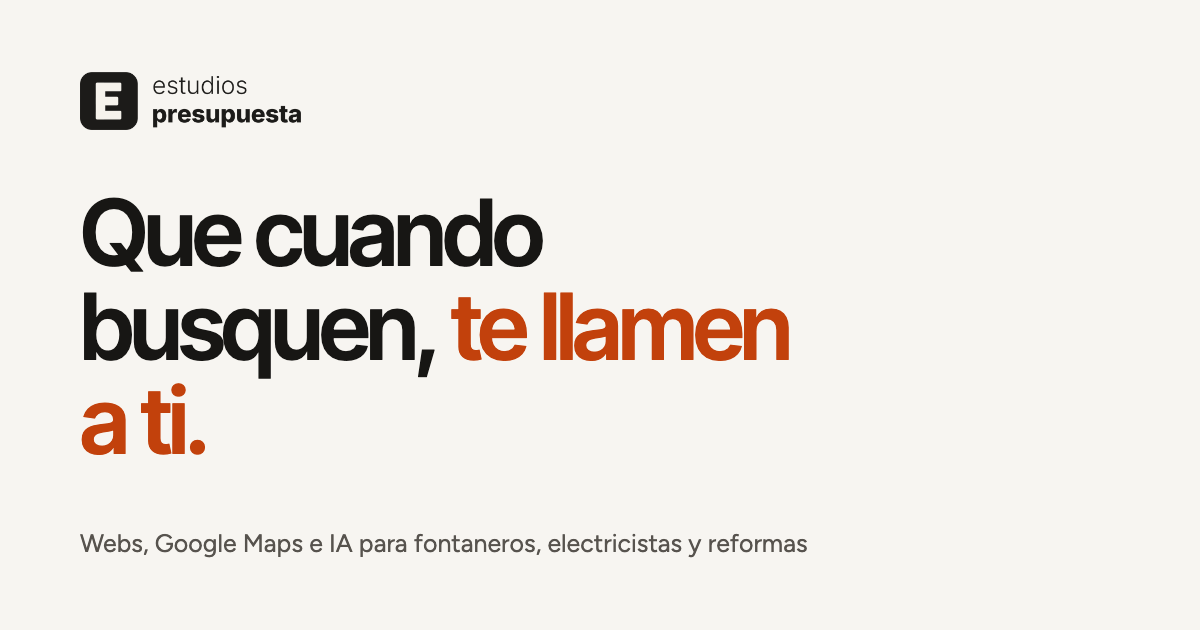 E
estudios
presupuesta
Que cuando
busquen, te llamen
a ti.
Webs, Google Maps e IA para fontaneros, electricistas y reformas